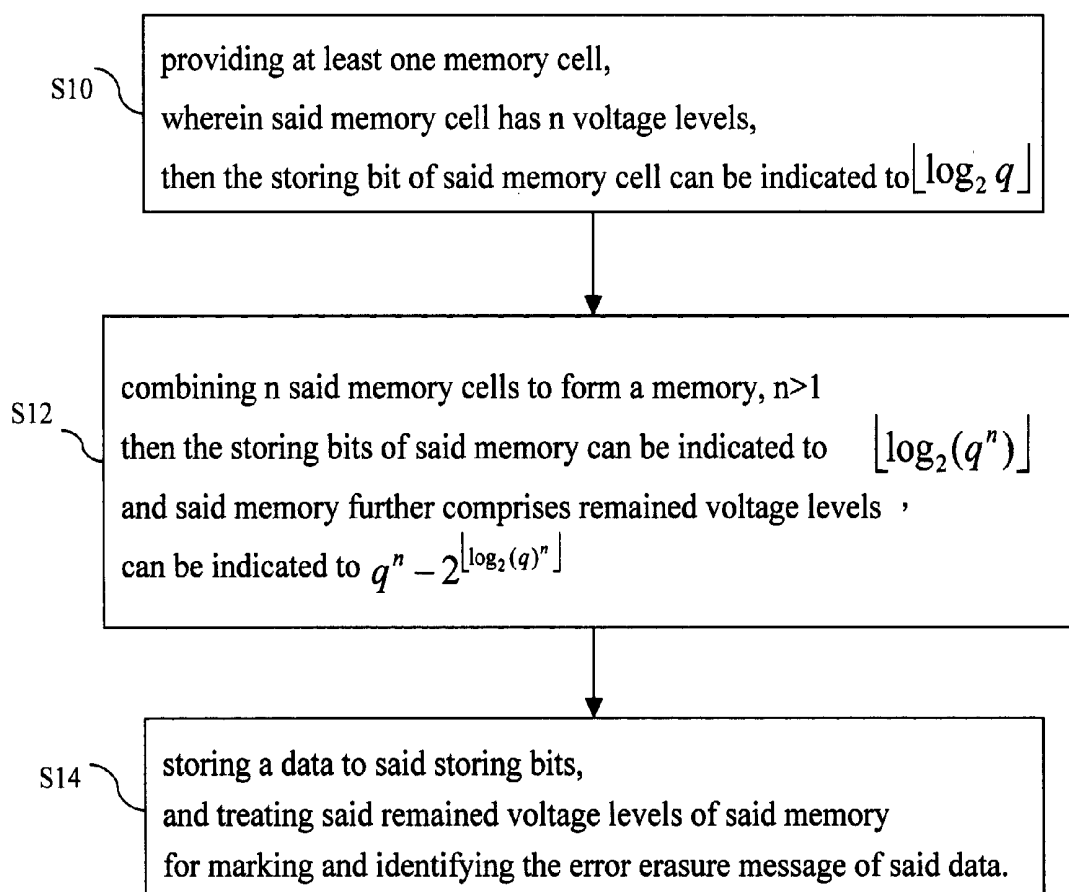 S10
providing at least one memory cell,
wherein said memory cell has n voltage levels,
then the storing bit of said memory cell can be indicated to ⌊log₂ q⌋
S12
combining n said memory cells to form a memory, n>1
then the storing bits of said memory can be indicated to ⌊log₂(qⁿ)⌋
and said memory further comprises remained voltage levels ,
can be indicated to qⁿ − 2^⌊log₂(q)ⁿ⌋
S14
storing a data to said storing bits,
and treating said remained voltage levels of said memory
for marking and identifying the error erasure message of said data.